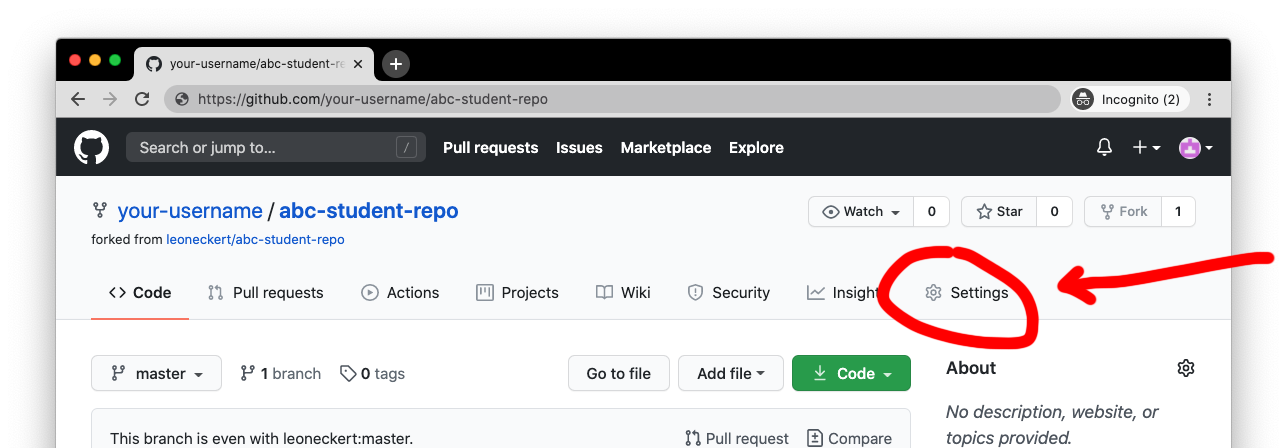 your-username/abc-student-re
https://github.com/your-username/abc-student-repo
Incognito (2)
Search or jump to...
/
Pull requests Issues Marketplace Explore
your-username / abc-student-repo
Watch 0 Star 0 Fork 1
forked from leoneckert/abc-student-repo
Code Pull requests Actions Projects Wiki Security Insight Settings
master 1 branch 0 tags Go to file Add file Code About
No description, website, or
topics provided.
This branch is even with leoneckert:master. Pull request Compare